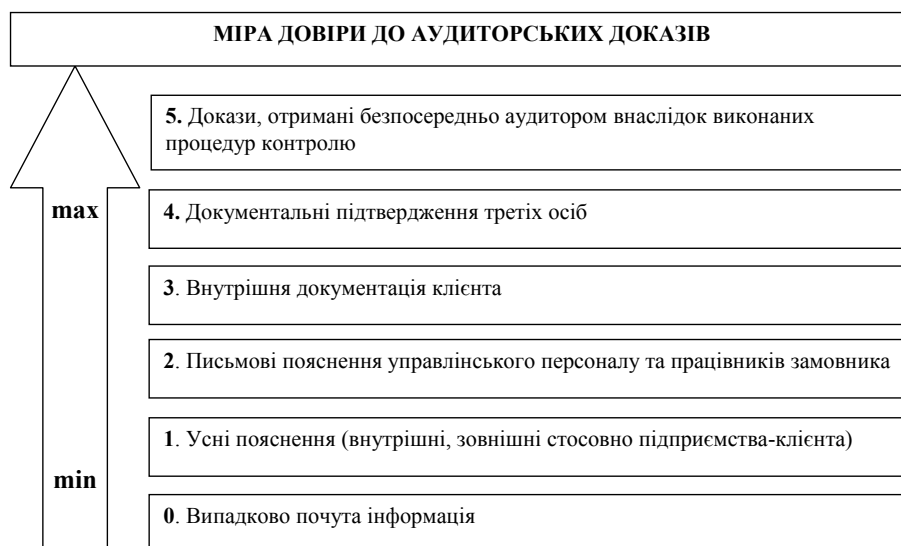 МІРА ДОВІРИ ДО АУДИТОРСЬКИХ ДОКАЗІВ
5. Докази, отримані безпосередньо аудитором внаслідок виконаних
процедур контролю
max
4. Документальні підтвердження третіх осіб
3. Внутрішня документація клієнта
2. Письмові пояснення управлінського персоналу та працівників замовника
1. Усні пояснення (внутрішні, зовнішні стосовно підприємства-клієнта)
min
0. Випадково почута інформація